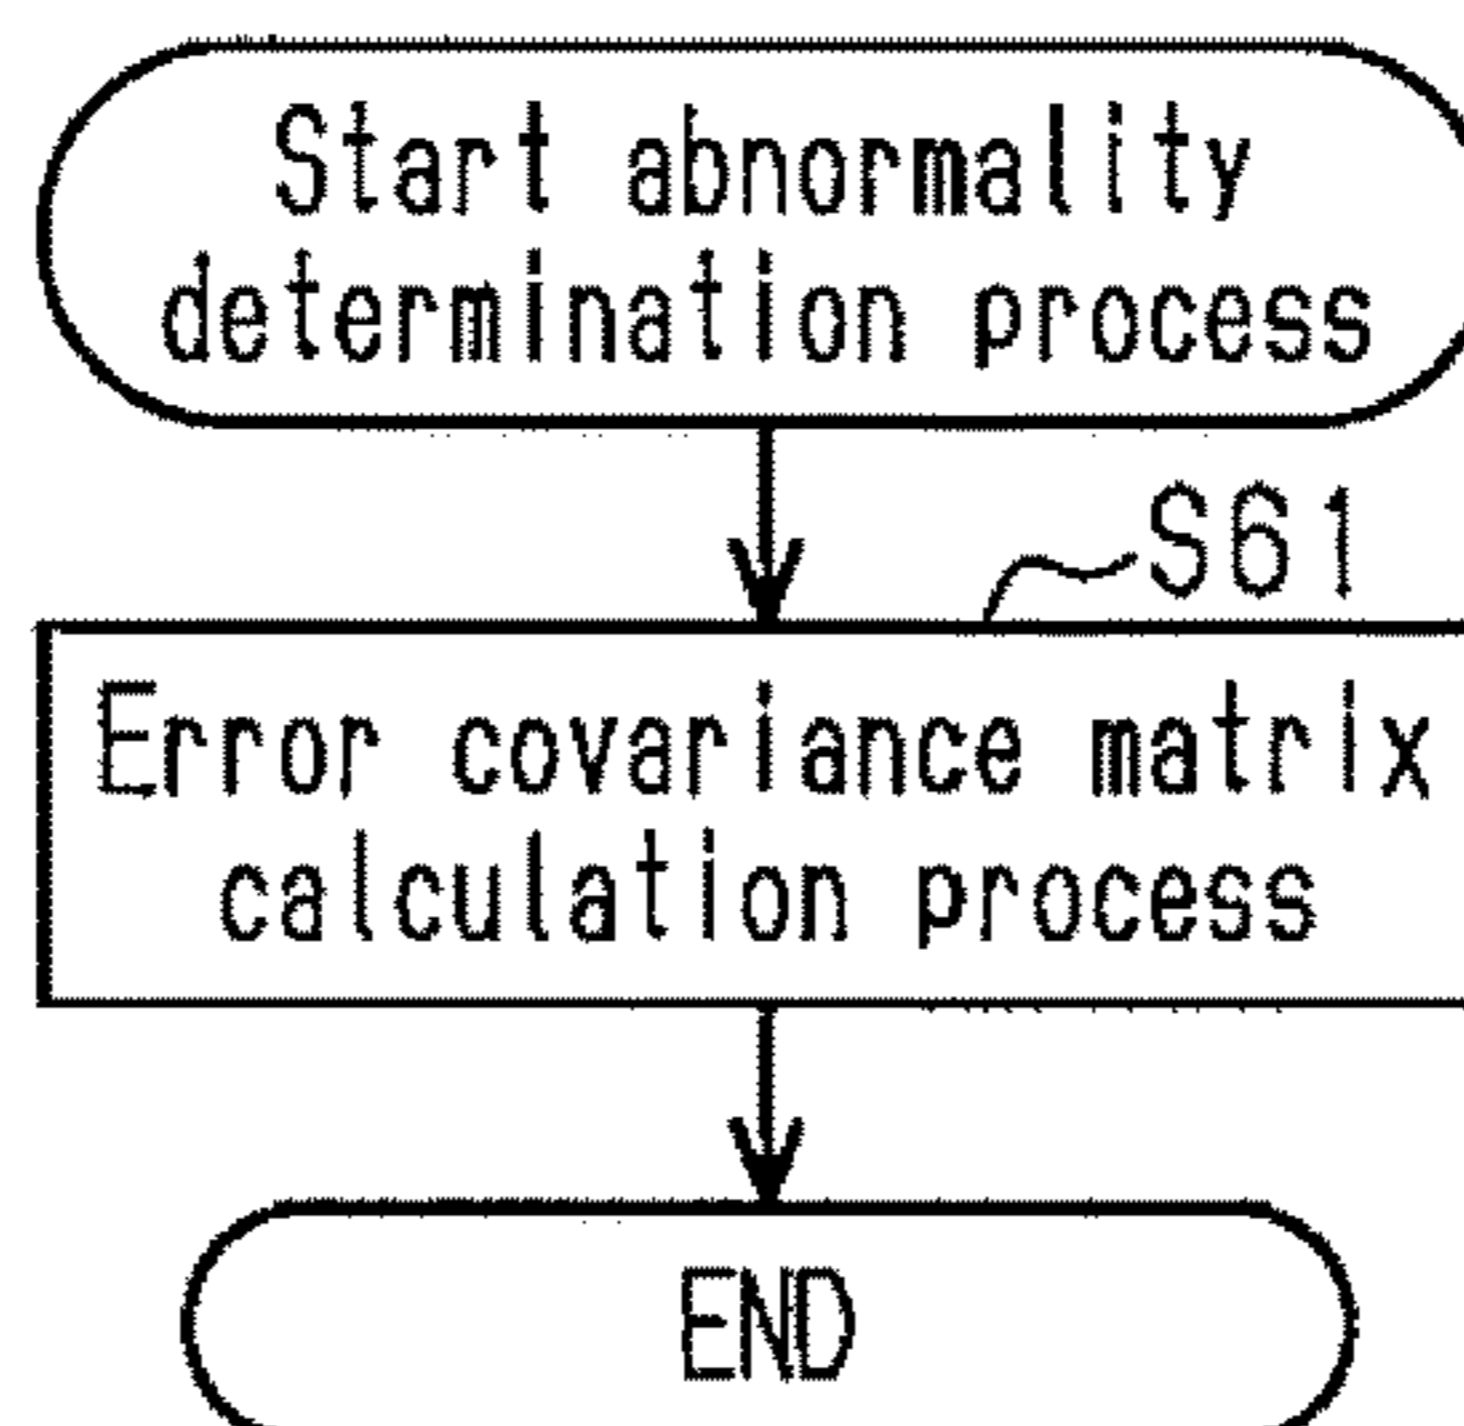 Start abnormality
determination process
S61
Error covariance matrix
calculation process
END